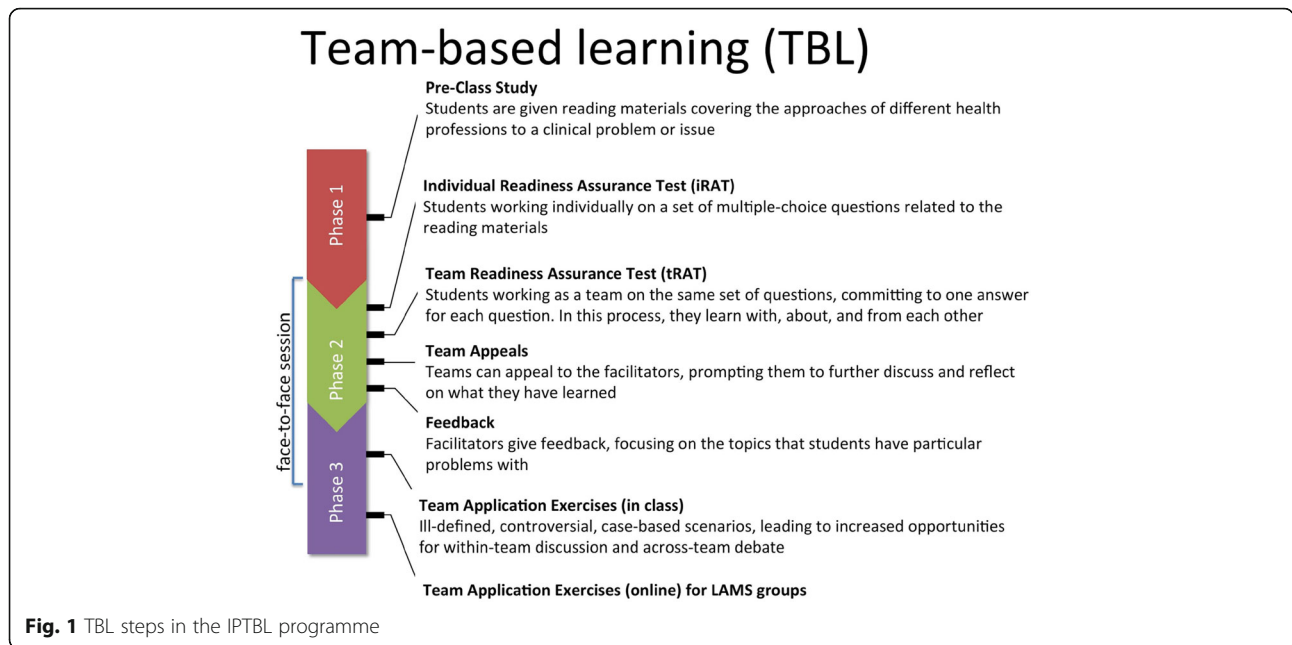 Team-based learning (TBL)
Pre-Class Study
Students are given reading materials covering the approaches of different health
professions to a clinical problem or issue
Phase 1
Individual Readiness Assurance Test (iRAT)
Students working individually on a set of multiple-choice questions related to the
reading materials
face-to-face session
Phase 2
Team Readiness Assurance Test (tRAT)
Students working as a team on the same set of questions, committing to one answer
for each question. In this process, they learn with, about, and from each other
Team Appeals
Teams can appeal to the facilitators, prompting them to further discuss and reflect
on what they have learned
Feedback
Facilitators give feedback, focusing on the topics that students have particular
problems with
Phase 3
Team Application Exercises (in class)
Ill-defined, controversial, case-based scenarios, leading to increased opportunities
for within-team discussion and across-team debate
Team Application Exercises (online) for LAMS groups
Fig. 1 TBL steps in the IPTBL programme